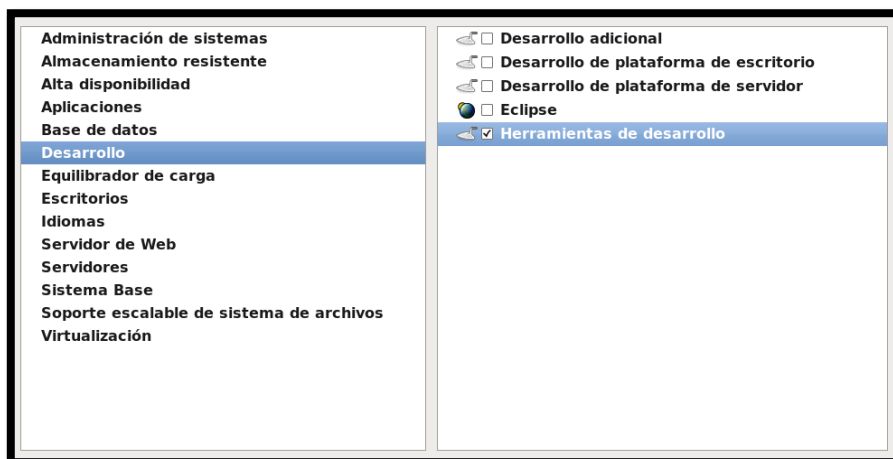 Administración de sistemas
Almacenamiento resistente
Alta disponibilidad
Aplicaciones
Base de datos
Desarrollo
Equilibrador de carga
Escritorios
Idiomas
Servidor de Web
Servidores
Sistema Base
Soporte escalable de sistema de archivos
Virtualización
Desarrollo adicional
Desarrollo de plataforma de escritorio
Desarrollo de plataforma de servidor
Eclipse
Herramientas de desarrollo